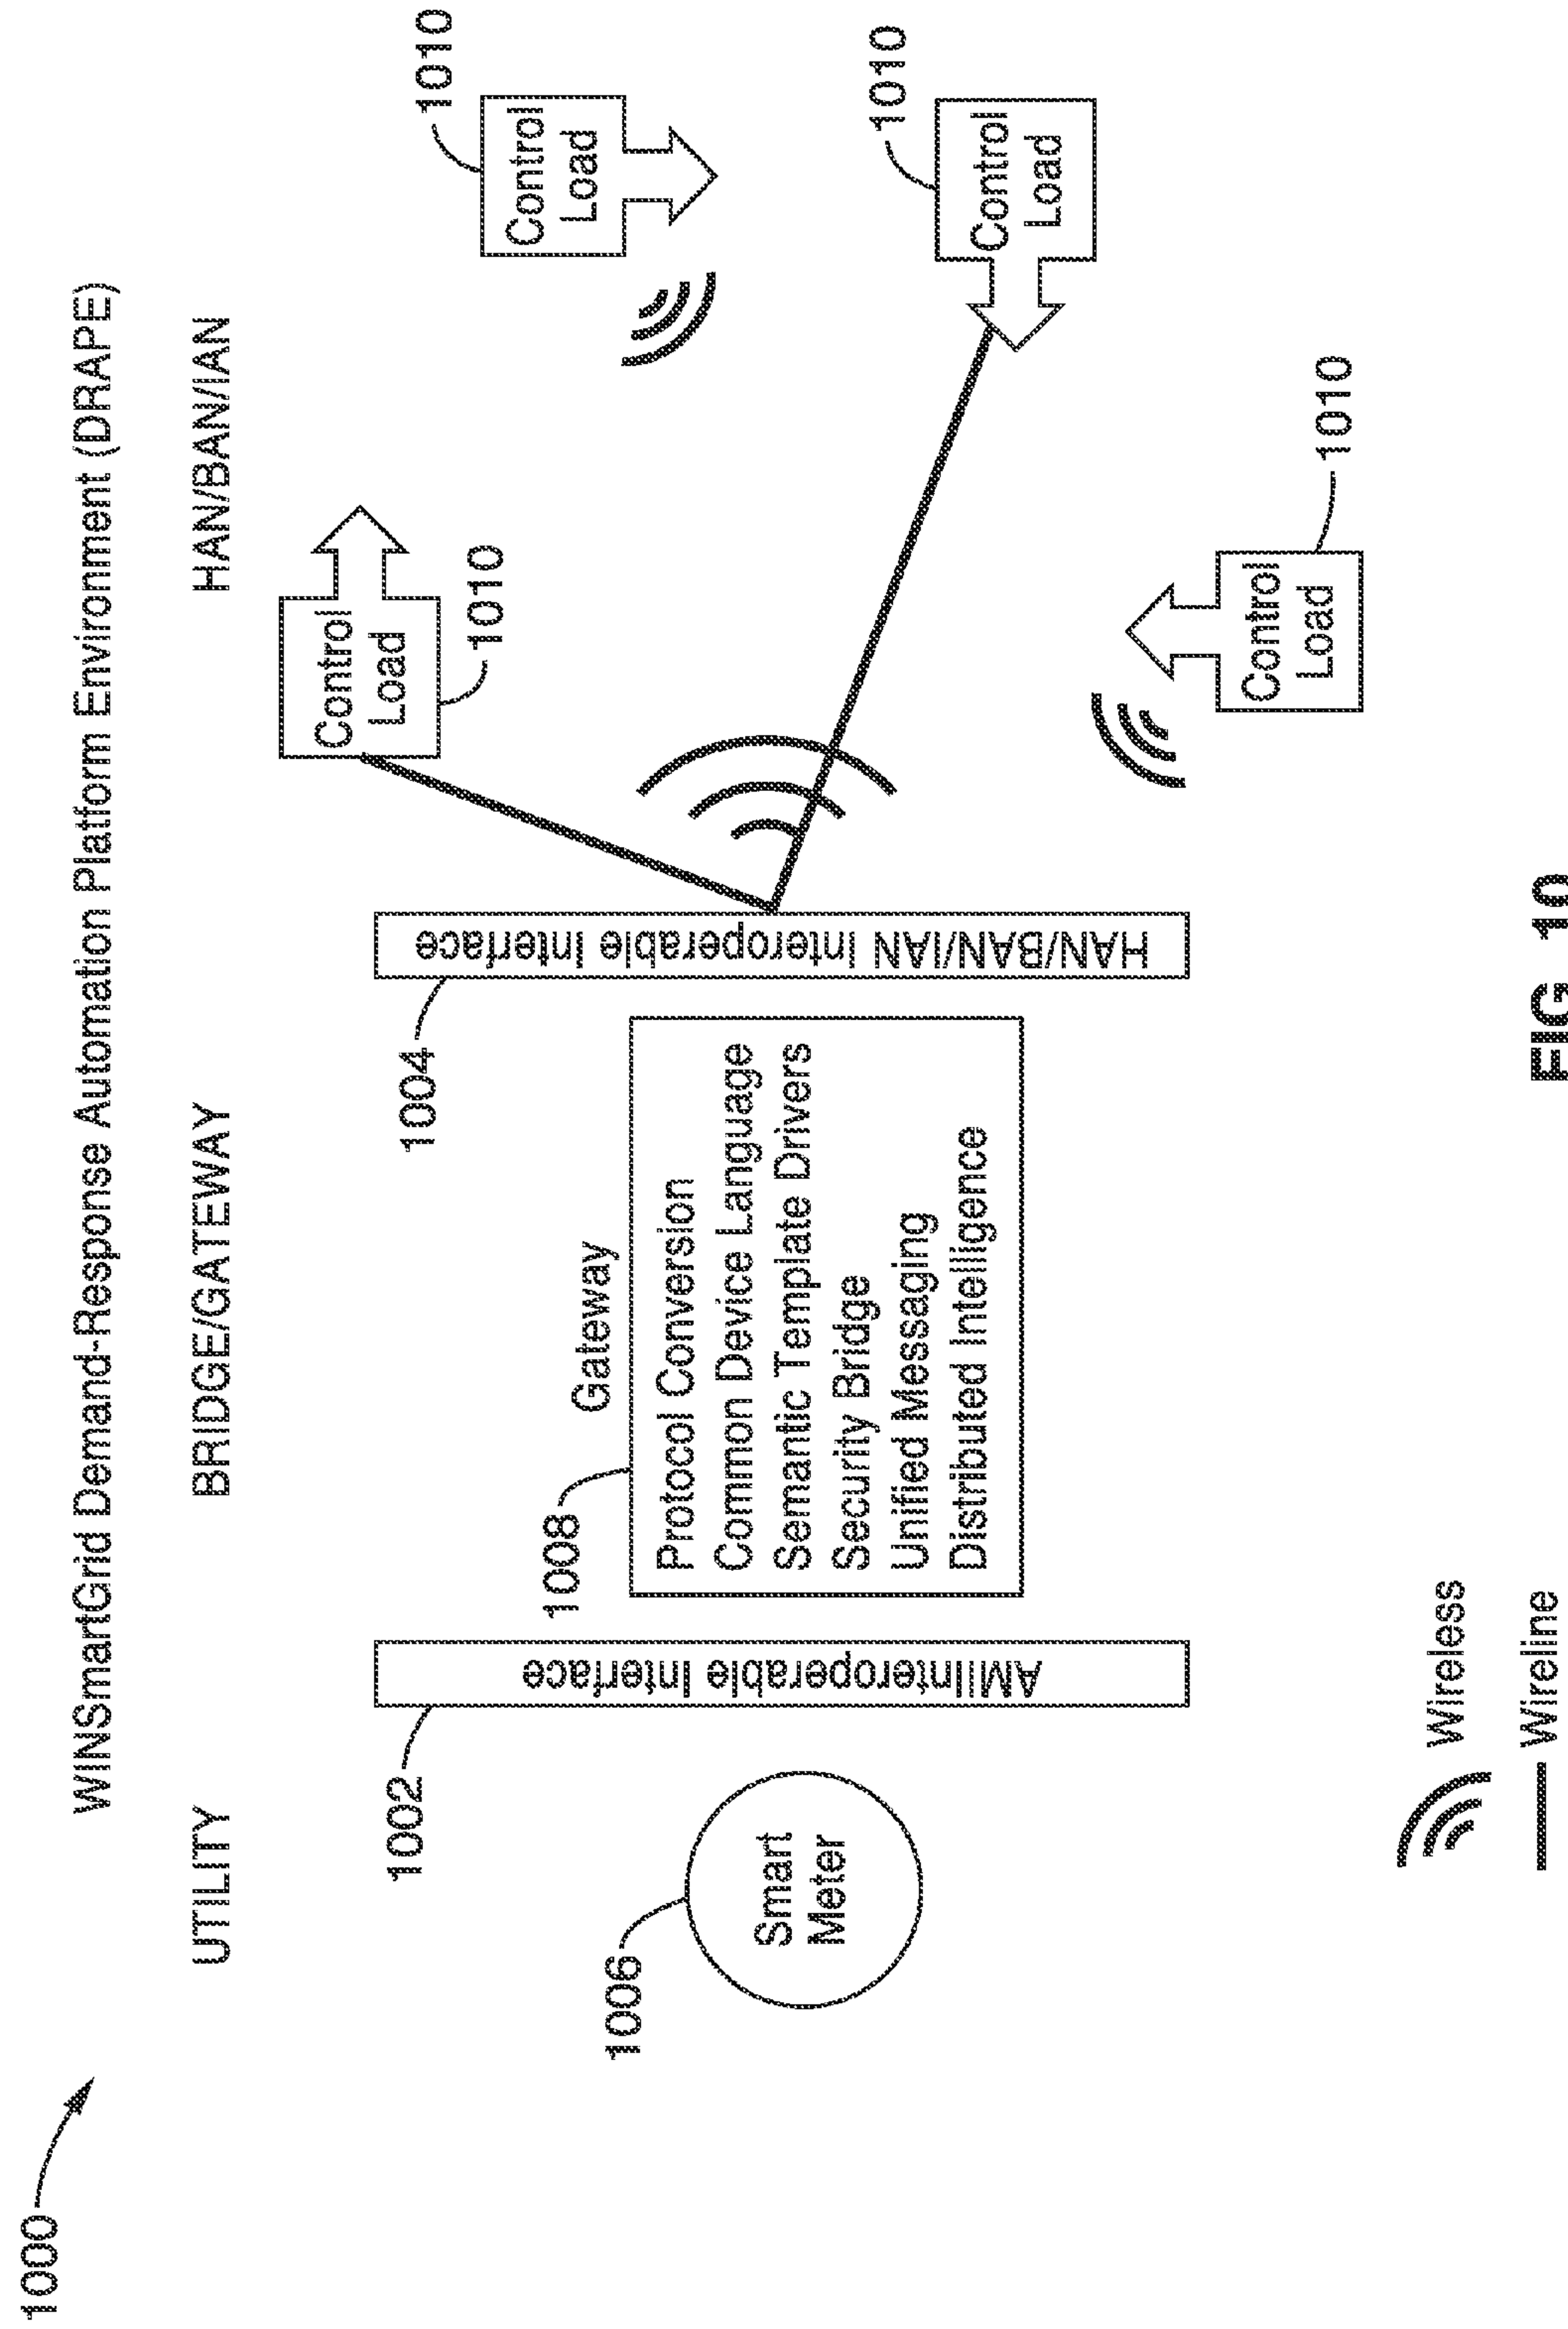 1000
WINSmartGrid Demand-Response Automation Platform Environment (DRAPE)
UTILITY
BRIDGE/GATEWAY
HAN/BAN/IAN
Control
Load
1010
Control
Load
1010
1002
1004
AMIInteroperable Interface
HAN/BAN/IAN Interoperable Interface
1006
Smart
Meter
1008
Gateway
Protocol Conversion
Common Device Language
Semantic Template Drivers
Security Bridge
Unified Messaging
Distributed Intelligence
1010
Control
Load
Control
Load
1010
Wireless
Wireline
FIG 10